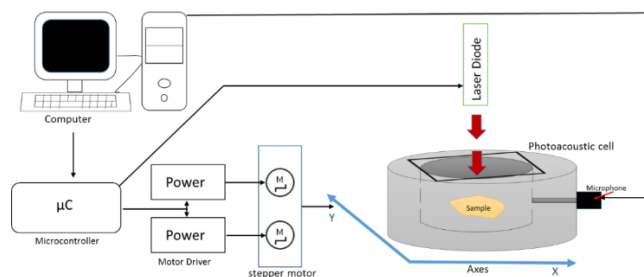 Computer
Laser Diode
Photoacoustic cell
Microphone
Sample
μC
Microcontroller
Power
Power
Motor Driver
M
M
stepper motor
Y
X
Axes